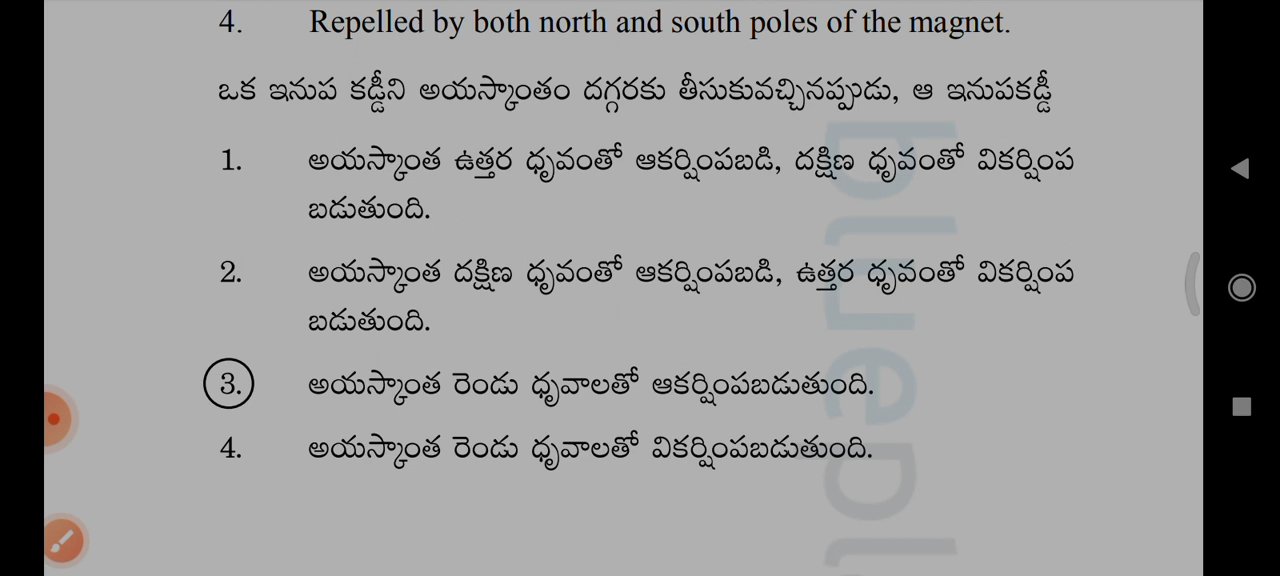 4. Repelled by both north and south poles of the magnet.
ఒక ఇనుప కడ్డీని అయస్కాంతం దగ్గరకు తీసుకువచ్చినప్పుడు, ఆ ఇనుపకడ్డీ
1. అయస్కాంత ఉత్తర ధృవంతో ఆకర్షింపబడి, దక్షిణ ధృవంతో వికర్షింప
బడుతుంది.
2. అయస్కాంత దక్షిణ ధృవంతో ఆకర్షింపబడి, ఉత్తర ధృవంతో వికర్షింప
బడుతుంది.
3. అయస్కాంత రెండు ధృవాలతో ఆకర్షింపబడుతుంది.
4. అయస్కాంత రెండు ధృవాలతో వికర్షింపబడుతుంది.